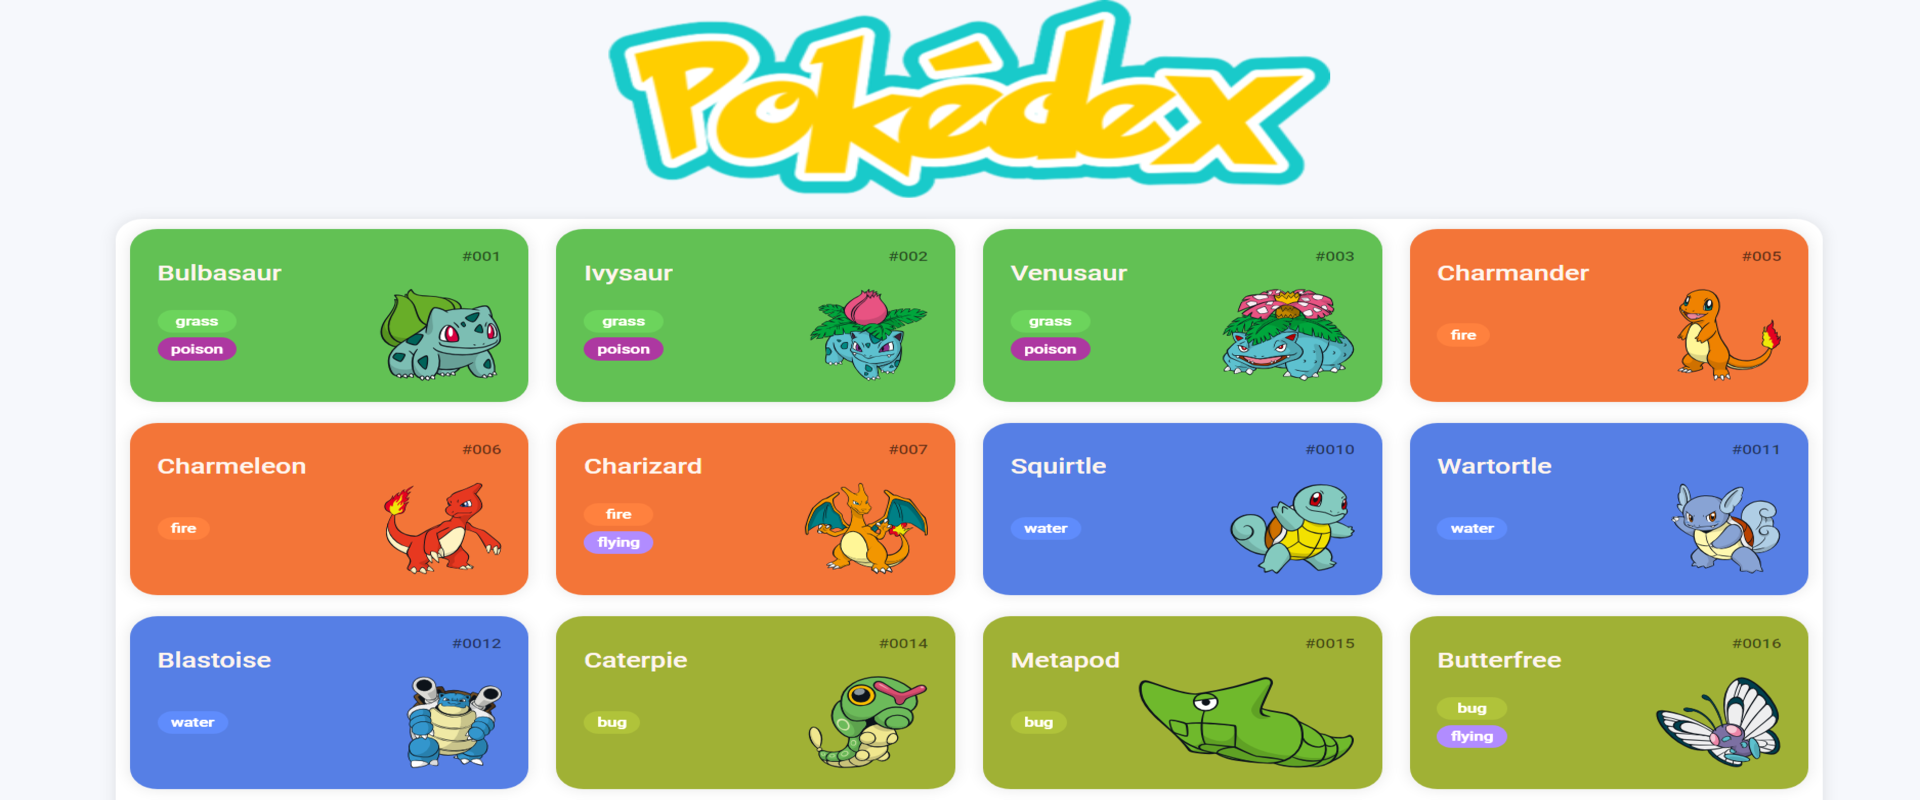 Pokédex
#001
Bulbasaur
grass
poison
#002
Ivysaur
grass
poison
#003
Venusaur
grass
poison
#005
Charmander
fire
#006
Charmeleon
fire
#007
Charizard
fire
flying
#0010
Squirtle
water
#0011
Wartortle
water
#0012
Blastoise
water
#0014
Caterpie
bug
#0015
Metapod
bug
#0016
Butterfree
bug
flying